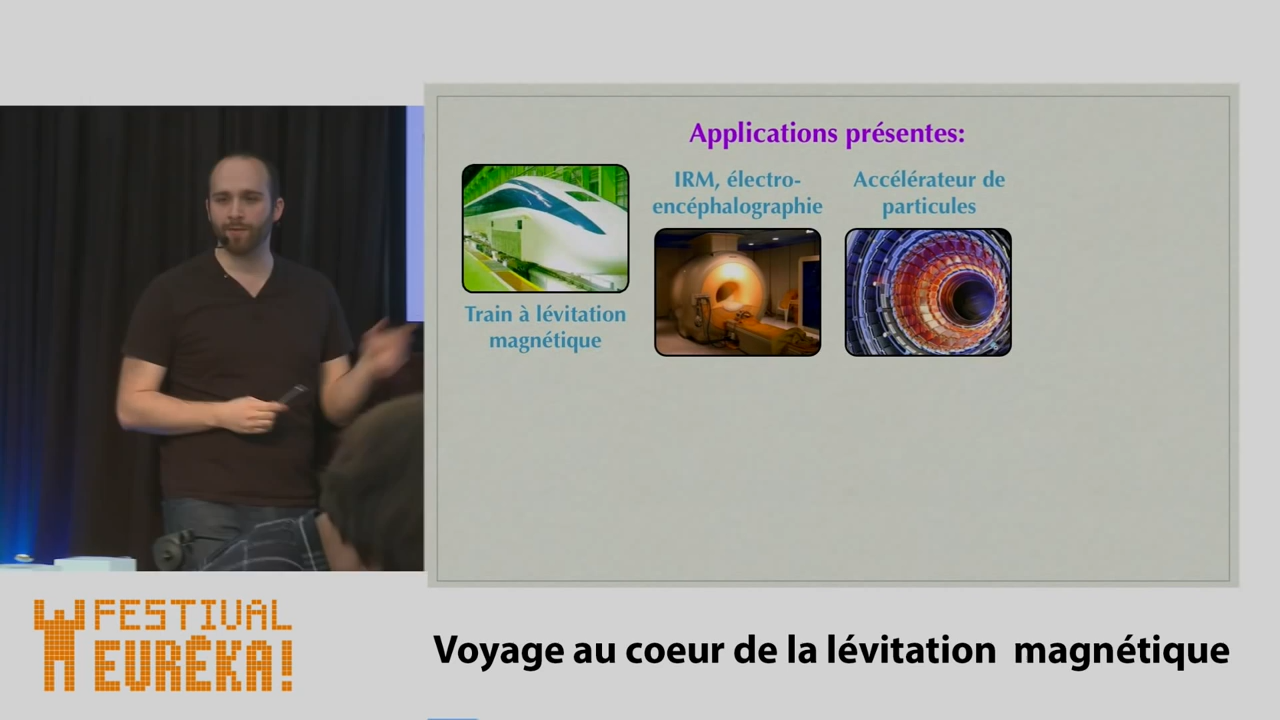 Applications présentes:
IRM, électro-
encéphalographie
Accélérateur de
particules
Train à lévitation
magnétique
FESTIVAL
EURÊKA!
Voyage au coeur de la lévitation magnétique